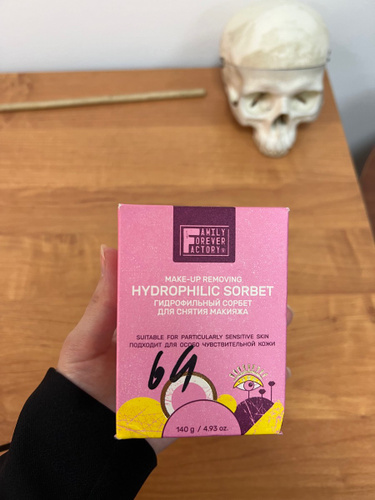 FAMILY
FOREVER
FACTORY®
MAKE-UP REMOVING
HYDROPHILIC SORBET
ГИДРОФИЛЬНЫЙ СОРБЕТ
ДЛЯ СНЯТИЯ МАКИЯЖА
SUITABLE FOR PARTICULARLY SENSITIVE SKIN
ПОДХОДИТ ДЛЯ ОСОБО ЧУВСТВИТЕЛЬНОЙ КОЖИ
140 g / 4.93 oz.